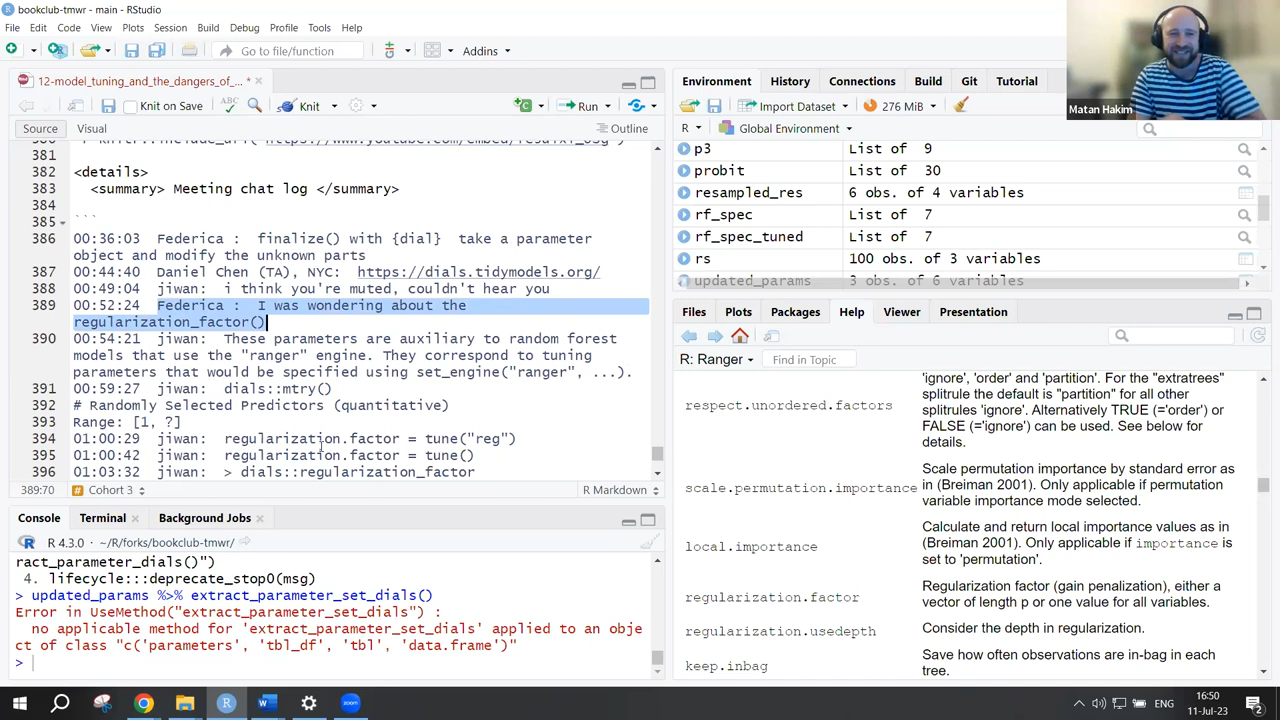 bookclub-tmwr - main - RStudio
File Edit Code View Plots Session Build Debug Profile Tools Help
Go to file/function Addins
12-model_tuning_and_the_dangers_of_... *
Knit on Save ABC Knit Run
Source Visual Outline
381
382 <details>
383 <summary> Meeting chat log </summary>
384
385 ```
386 00:36:03 Federica : finalize() with {dial} take a parameter
object and modify the unknown parts
387 00:44:40 Daniel Chen (TA), NYC: https://dials.tidymodels.org/
388 00:49:04 jiwan: i think you're muted, couldn't hear you
389 00:52:24 Federica : I was wondering about the
regularization_factor()
390 00:54:21 jiwan: These parameters are auxiliary to random forest
models that use the "ranger" engine. They correspond to tuning
parameters that would be specified using set_engine("ranger", ...).
391 00:59:27 jiwan: dials::mtry()
392 # Randomly Selected Predictors (quantitative)
393 Range: [1, ?]
394 01:00:29 jiwan: regularization.factor = tune("reg")
395 01:00:42 jiwan: regularization.factor = tune()
396 01:03:32 jiwan: > dials::regularization_factor
389:70 # Cohort 3 R Markdown
Console Terminal Background Jobs
R 4.3.0 · ~/R/forks/bookclub-tmwr/
ract_parameter_dials()")
4. lifecycle:::deprecate_stop0(msg)
> updated_params %>% extract_parameter_set_dials()
Error in UseMethod("extract_parameter_set_dials") :
no applicable method for 'extract_parameter_set_dials' applied to an obje
ct of class "c('parameters', 'tbl_df', 'tbl', 'data.frame')"
>
Environment History Connections Build Git Tutorial
Import Dataset 276 MiB
R Global Environment
p3 List of 9
probit List of 30
resampled_res 6 obs. of 4 variables
rf_spec List of 7
rf_spec_tuned List of 7
rs 100 obs. of 3 variables
updated_params 3 obs. of 6 variables
Files Plots Packages Help Viewer Presentation
R: Ranger Find in Topic
'ignore', 'order' and 'partition'. For the "extratrees"
respect.unordered.factors splitrule the default is "partition" for all other
splitrules 'ignore'. Alternatively TRUE (='order') or
FALSE (='ignore') can be used. See below for
details.
Scale permutation importance by standard error as
scale.permutation.importance in (Breiman 2001). Only applicable if permutation
variable importance mode selected.
Calculate and return local importance values as in
local.importance (Breiman 2001). Only applicable if importance is
set to 'permutation'.
regularization.factor Regularization factor (gain penalization), either a
vector of length p or one value for all variables.
regularization.usedepth Consider the depth in regularization.
keep.inbag Save how often observations are in-bag in each
tree.
Matan Hakim
ENG 16:50
11-Jul-23 2
zoom